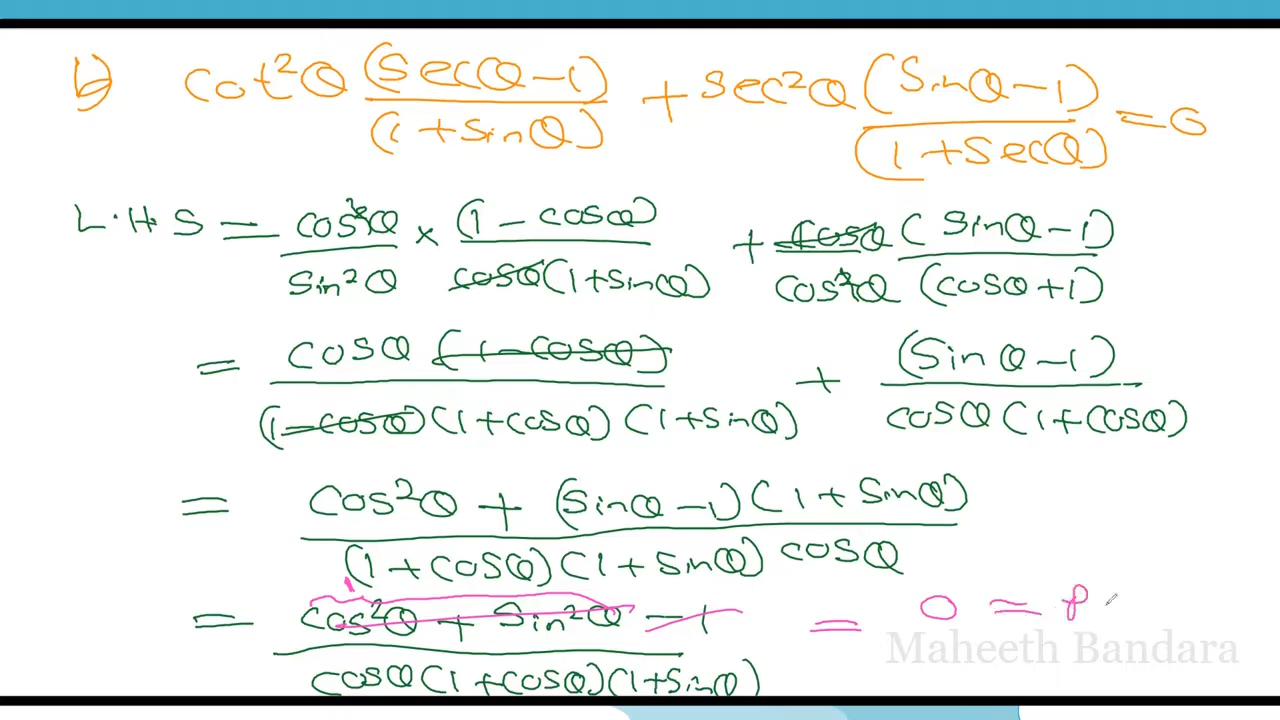 b) cot²θ (secθ-1)/(1+sinθ) + sec²θ (sinθ-1)/(1+secθ) = 0
L.H.S = cos²θ/sin²θ × (1-cosθ)/(cosθ(1+sinθ)) + cosθ/cos²θ (sinθ-1)/(cosθ+1)
= cosθ(1-cosθ)/((1-cosθ)(1+cosθ)(1+sinθ)) + (sinθ-1)/(cosθ(1+cosθ))
= (cos²θ + (sinθ-1)(1+sinθ))/((1+cosθ)(1+sinθ)cosθ)
= (cos²θ + sin²θ - 1)/(cosθ(1+cosθ)(1+sinθ)) = 0 =
Maheeth Bandara